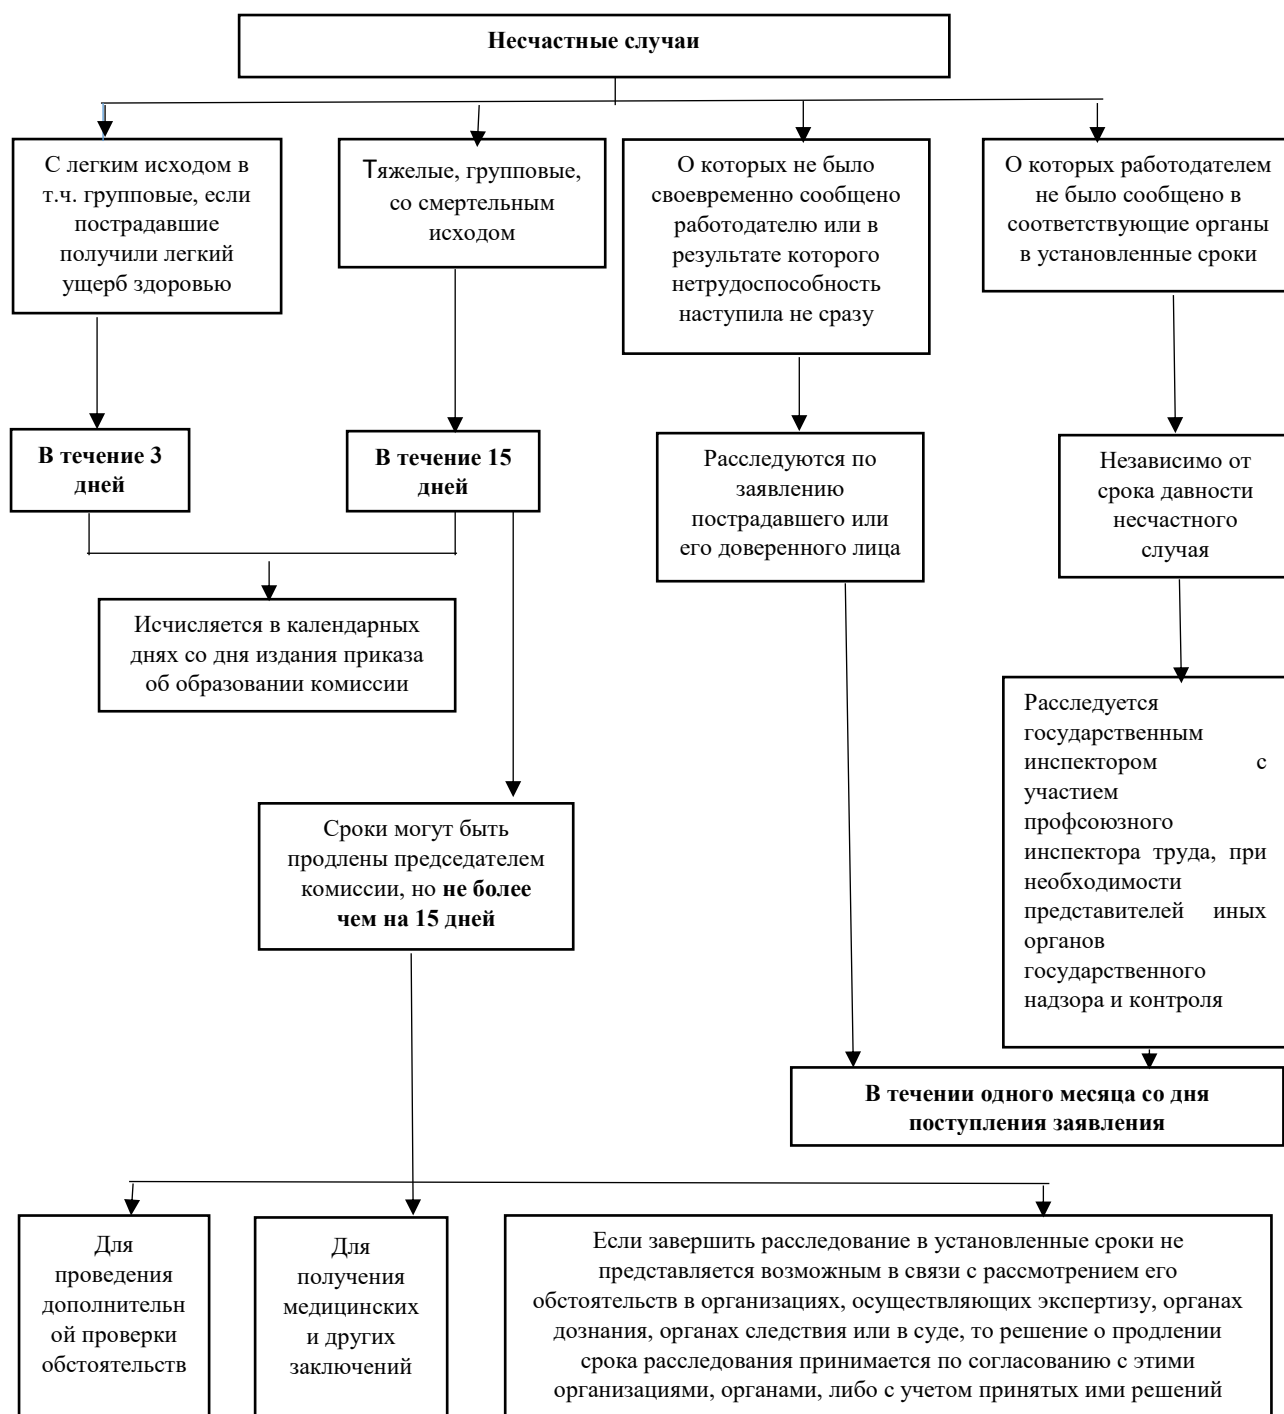 Несчастные случаи
С легким исходом в
т.ч. групповые, если
пострадавшие
получили легкий
ущерб здоровью
Тяжелые, групповые,
со смертельным
исходом
О которых не было
своевременно сообщено
работодателю или в
результате которого
нетрудоспособность
наступила не сразу
О которых работодателем
не было сообщено в
соответствующие органы
в установленные сроки
В течение 3
дней
В течение 15
дней
Расследуются по
заявлению
пострадавшего или
его доверенного лица
Независимо от
срока давности
несчастного
случая
Исчисляется в календарных
днях со дня издания приказа
об образовании комиссии
Расследуется
государственным
инспектором с
участием
профсоюзного
инспектора труда, при
необходимости
представителей иных
органов
государственного
надзора и контроля
Сроки могут быть
продлены председателем
комиссии, но не более
чем на 15 дней
В течении одного месяца со дня
поступления заявления
Для
проведения
дополнительн
ой проверки
обстоятельств
Для
получения
медицинских
и других
заключений
Если завершить расследование в установленные сроки не
представляется возможным в связи с рассмотрением его
обстоятельств в организациях, осуществляющих экспертизу, органах
дознания, органах следствия или в суде, то решение о продлении
срока расследования принимается по согласованию с этими
организациями, органами, либо с учетом принятых ими решений